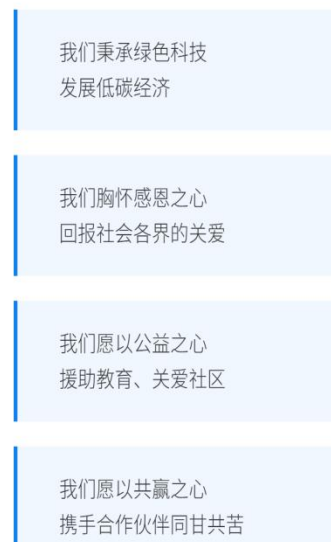 我们秉承绿色科技
发展低碳经济
我们胸怀感恩之心
回报社会各界的关爱
我们愿以公益之心
援助教育、关爱社区
我们愿以共赢之心
携手合作伙伴同甘共苦